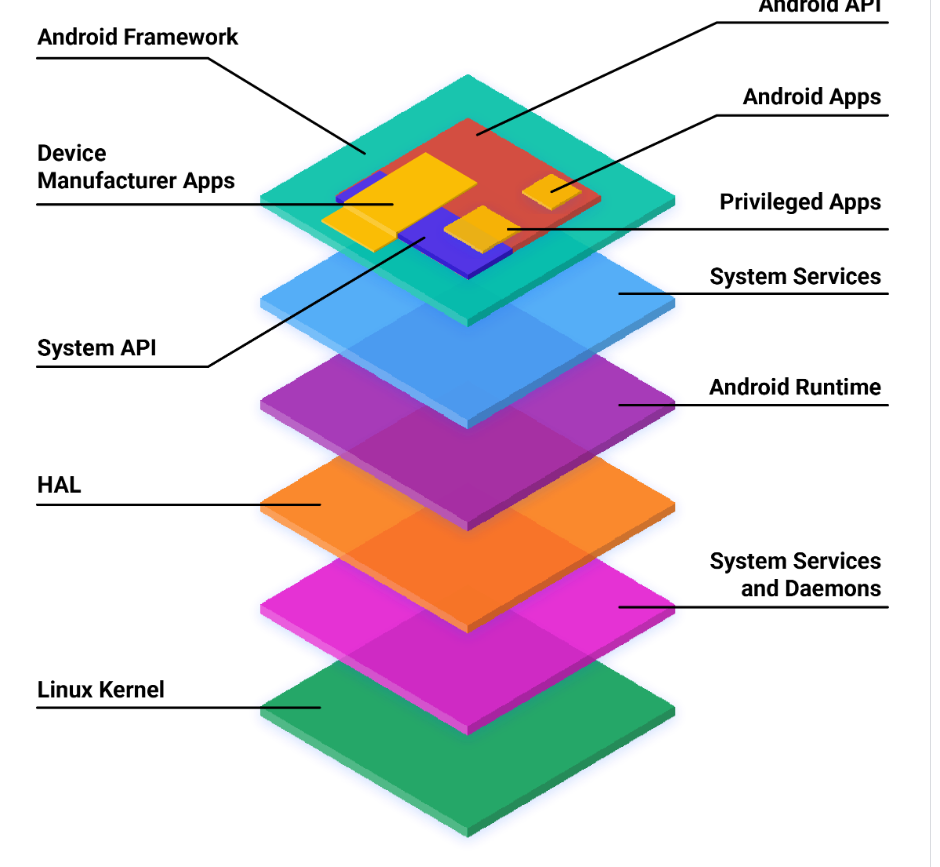 Android API
Android Framework
Android Apps
Device
Manufacturer Apps
Privileged Apps
System Services
System API
Android Runtime
HAL
System Services
and Daemons
Linux Kernel